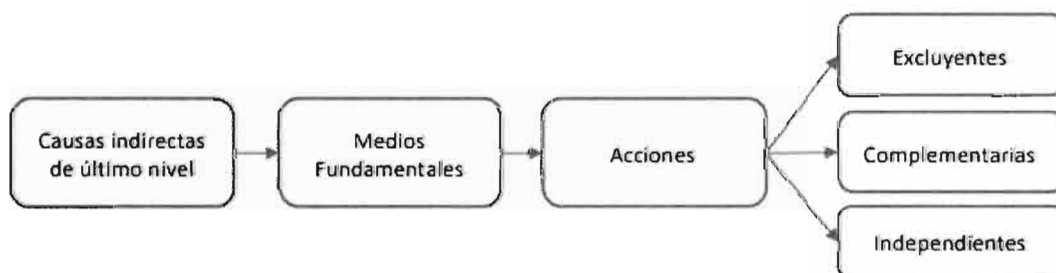 Causas indirectas
de último nivel
Medios
Fundamentales
Acciones
Excluyentes
Complementarias
Independientes